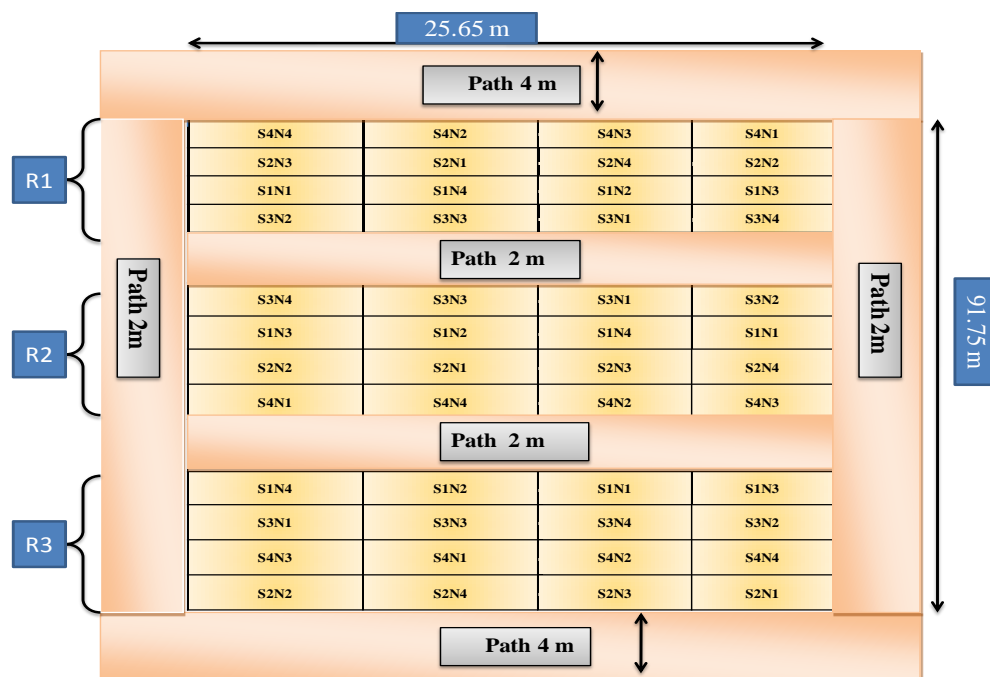 25.65 m
Path 4 m
R1
S4N4 S4N2 S4N3 S4N1
S2N3 S2N1 S2N4 S2N2
S1N1 S1N4 S1N2 S1N3
S3N2 S3N3 S3N1 S3N4
Path 2 m
Path 2m
Path 2m
91.75 m
R2
S3N4 S3N3 S3N1 S3N2
S1N3 S1N2 S1N4 S1N1
S2N2 S2N1 S2N3 S2N4
S4N1 S4N4 S4N2 S4N3
Path 2 m
R3
S1N4 S1N2 S1N1 S1N3
S3N1 S3N3 S3N4 S3N2
S4N3 S4N1 S4N2 S4N4
S2N2 S2N4 S2N3 S2N1
Path 4 m